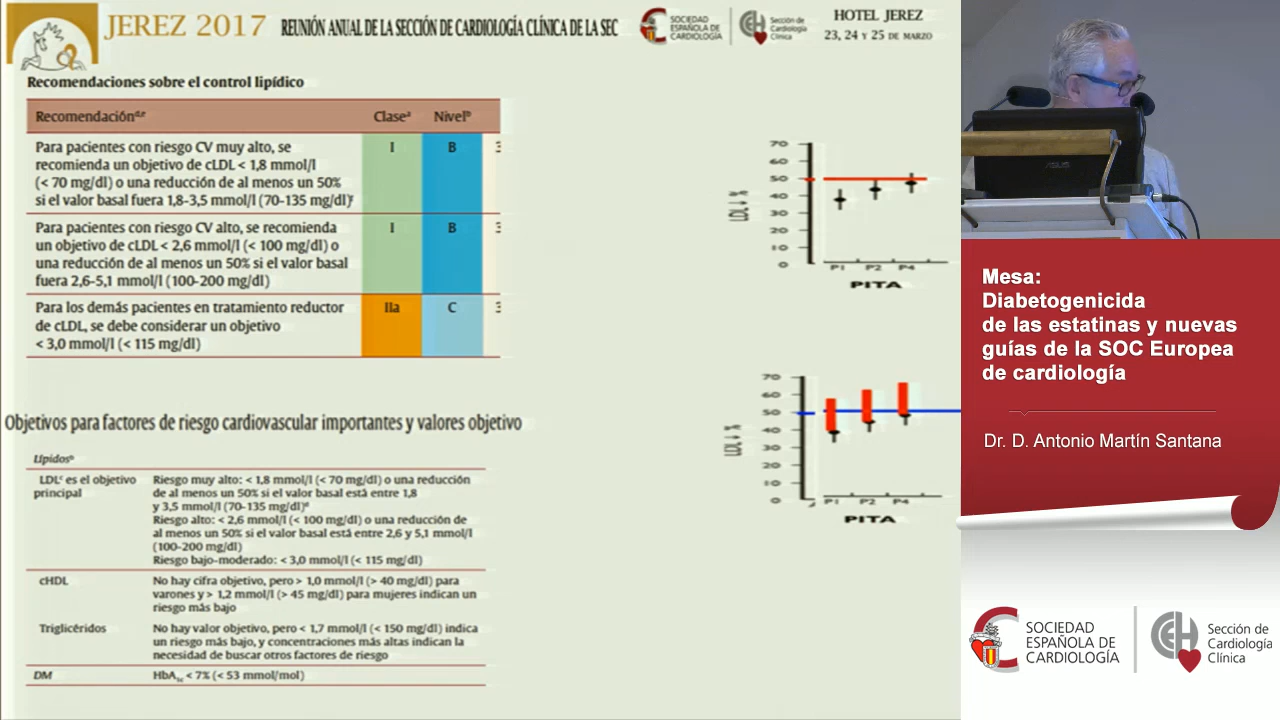 JEREZ 2017
REUNIÓN ANUAL DE LA SECCIÓN DE CARDIOLOGÍA CLÍNICA DE LA SEC
SOCIEDAD
ESPAÑOLA DE
CARDIOLOGÍA
Sección de
Cardiología
Clínica
HOTEL JEREZ
23, 24 Y 25 DE MARZO
Recomendaciones sobre el control lipídico
Recomendaciónd,e Clasea Nivelb
Para pacientes con riesgo CV muy alto, se
recomienda un objetivo de cLDL < 1,8 mmol/l
(< 70 mg/dl) o una reducción de al menos un 50%
si el valor basal fuera 1,8-3,5 mmol/l (70-135 mg/dl)f
I B 3
Para pacientes con riesgo CV alto, se recomienda
un objetivo de cLDL < 2,6 mmol/l (< 100 mg/dl) o
una reducción de al menos un 50% si el valor basal
fuera 2,6-5,1 mmol/l (100-200 mg/dl)
I B 3
Para los demás pacientes en tratamiento reductor
de cLDL, se debe considerar un objetivo
< 3,0 mmol/l (< 115 mg/dl)
IIa C 3
Objetivos para factores de riesgo cardiovascular importantes y valores objetivo
Lípidosb
LDLc es el objetivo
principal
Riesgo muy alto: < 1,8 mmol/l (< 70 mg/dl) o una reducción
de al menos un 50% si el valor basal está entre 1,8
y 3,5 mmol/l (70-135 mg/dl)d
Riesgo alto: < 2,6 mmol/l (< 100 mg/dl) o una reducción de
al menos un 50% si el valor basal está entre 2,6 y 5,1 mmol/l
(100-200 mg/dl)
Riesgo bajo-moderado: < 3,0 mmol/l (< 115 mg/dl)
cHDL
No hay cifra objetivo, pero > 1,0 mmol/l (> 40 mg/dl) para
varones y > 1,2 mmol/l (> 45 mg/dl) para mujeres indican un
riesgo más bajo
Triglicéridos
No hay valor objetivo, pero < 1,7 mmol/l (< 150 mg/dl) indica
un riesgo más bajo, y concentraciones más altas indican la
necesidad de buscar otros factores de riesgo
DM
HbA1c < 7% (< 53 mmol/mol)
70
60
50
40
30
20
10
0
P1 P2 P4
PITA
70
60
50
40
30
20
10
0
P1 P2 P4
PITA
ASUS
Mesa:
Diabetogenicida
de las estatinas y nuevas
guías de la SOC Europea
de cardiología
Dr. D. Antonio Martín Santana
SOCIEDAD
ESPAÑOLA DE
CARDIOLOGÍA
Sección de
Cardiología
Clínica